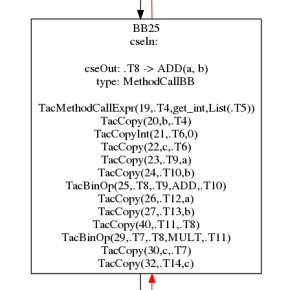 BB25
cseIn:
cseOut: .T8 -> ADD(a, b)
type: MethodCallBB
TacMethodCallExpr(19,.T4,get_int,List(.T5))
TacCopy(20,b,.T4)
TacCopyInt(21,.T6,0)
TacCopy(22,c,.T6)
TacCopy(23,.T9,a)
TacCopy(24,.T10,b)
TacBinOp(25,.T8,.T9,ADD,.T10)
TacCopy(26,.T12,a)
TacCopy(27,.T13,b)
TacCopy(40,.T11,.T8)
TacBinOp(29,.T7,.T8,MULT,.T11)
TacCopy(30,c,.T7)
TacCopy(32,.T14,c)